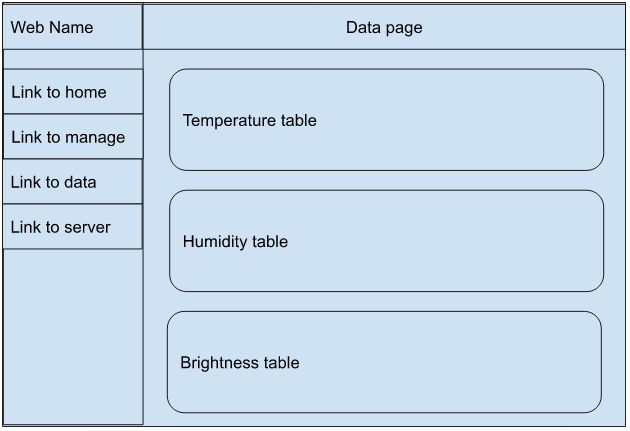 Web Name
Data page
Link to home
Link to manage
Link to data
Link to server
Temperature table
Humidity table
Brightness table